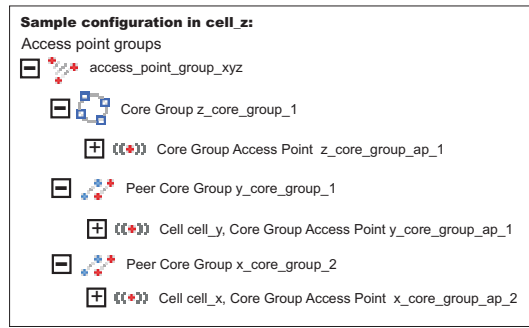 Sample configuration in cell_z:
Access point groups
access_point_group_xyz
Core Group z_core_group_1
Core Group Access Point z_core_group_ap_1
Peer Core Group y_core_group_1
Cell cell_y, Core Group Access Point y_core_group_ap_1
Peer Core Group x_core_group_2
Cell cell_x, Core Group Access Point x_core_group_ap_2